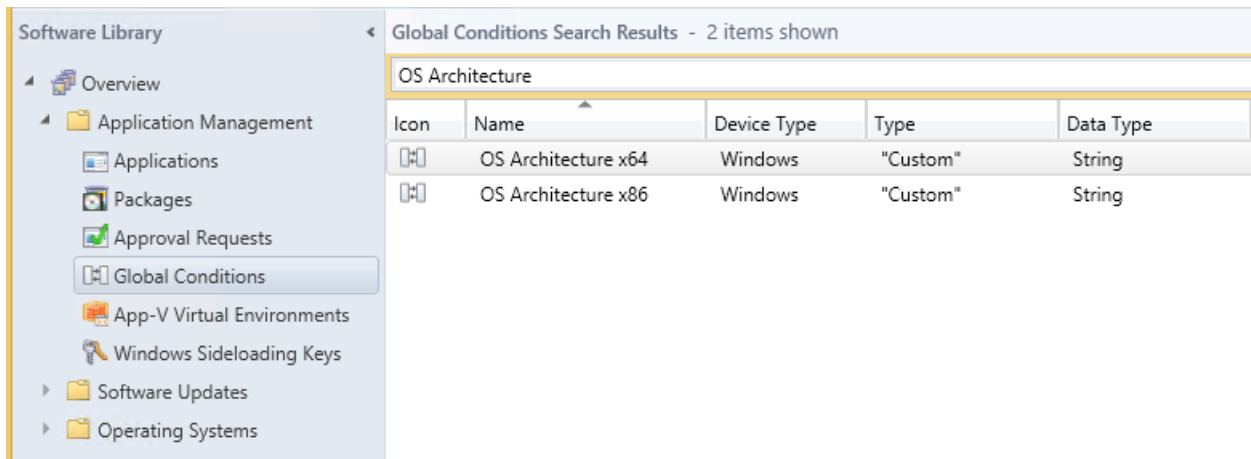 Software Library
Overview
Application Management
Applications
Packages
Approval Requests
Global Conditions
App-V Virtual Environments
Windows Sideloading Keys
Software Updates
Operating Systems
Global Conditions Search Results - 2 items shown
OS Architecture
Icon Name Device Type Type Data Type
OS Architecture x64 Windows "Custom" String
OS Architecture x86 Windows "Custom" String